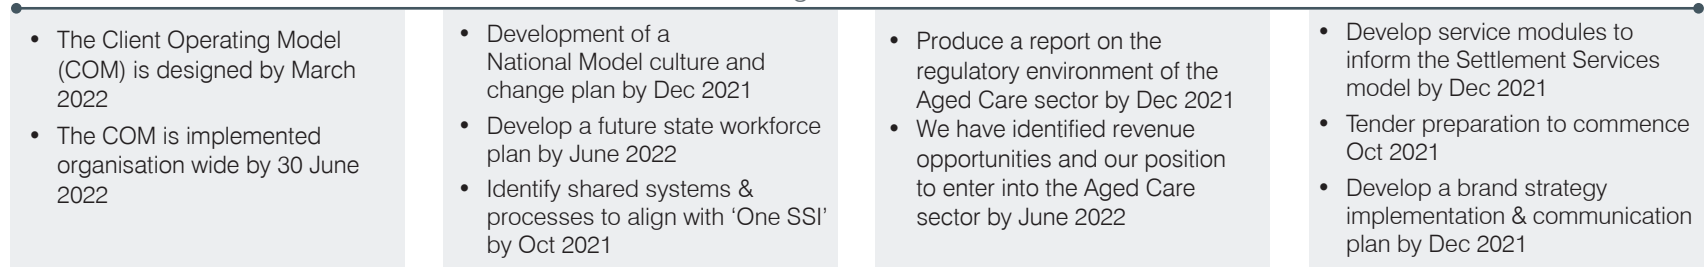 • The Client Operating Model
(COM) is designed by March
2022
• The COM is implemented
organisation wide by 30 June
2022
• Development of a
National Model culture and
change plan by Dec 2021
• Develop a future state workforce
plan by June 2022
• Identify shared systems &
processes to align with ‘One SSI’
by Oct 2021
• Produce a report on the
regulatory environment of the
Aged Care sector by Dec 2021
• We have identified revenue
opportunities and our position
to enter into the Aged Care
sector by June 2022
• Develop service modules to
inform the Settlement Services
model by Dec 2021
• Tender preparation to commence
Oct 2021
• Develop a brand strategy
implementation & communication
plan by Dec 2021